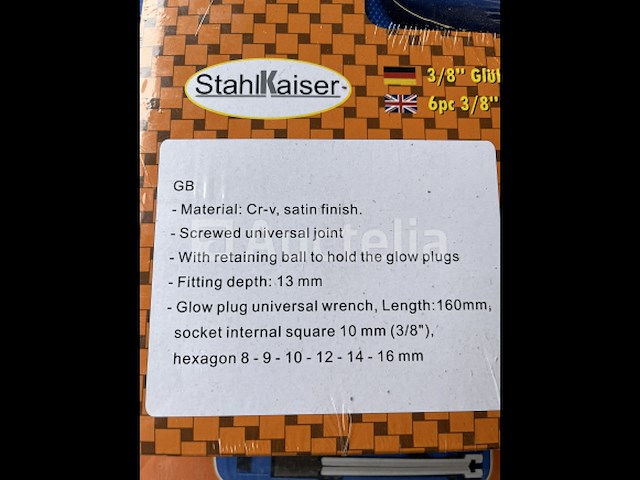 StahlKaiser
3/8" Glüh
6pc 3/8"
GB
- Material: Cr-v, satin finish.
- Screwed universal joint
- With retaining ball to hold the glow plugs
- Fitting depth: 13 mm
- Glow plug universal wrench, Length:160mm,
socket internal square 10 mm (3/8"),
hexagon 8 - 9 - 10 - 12 - 14 - 16 mm
Auctelia